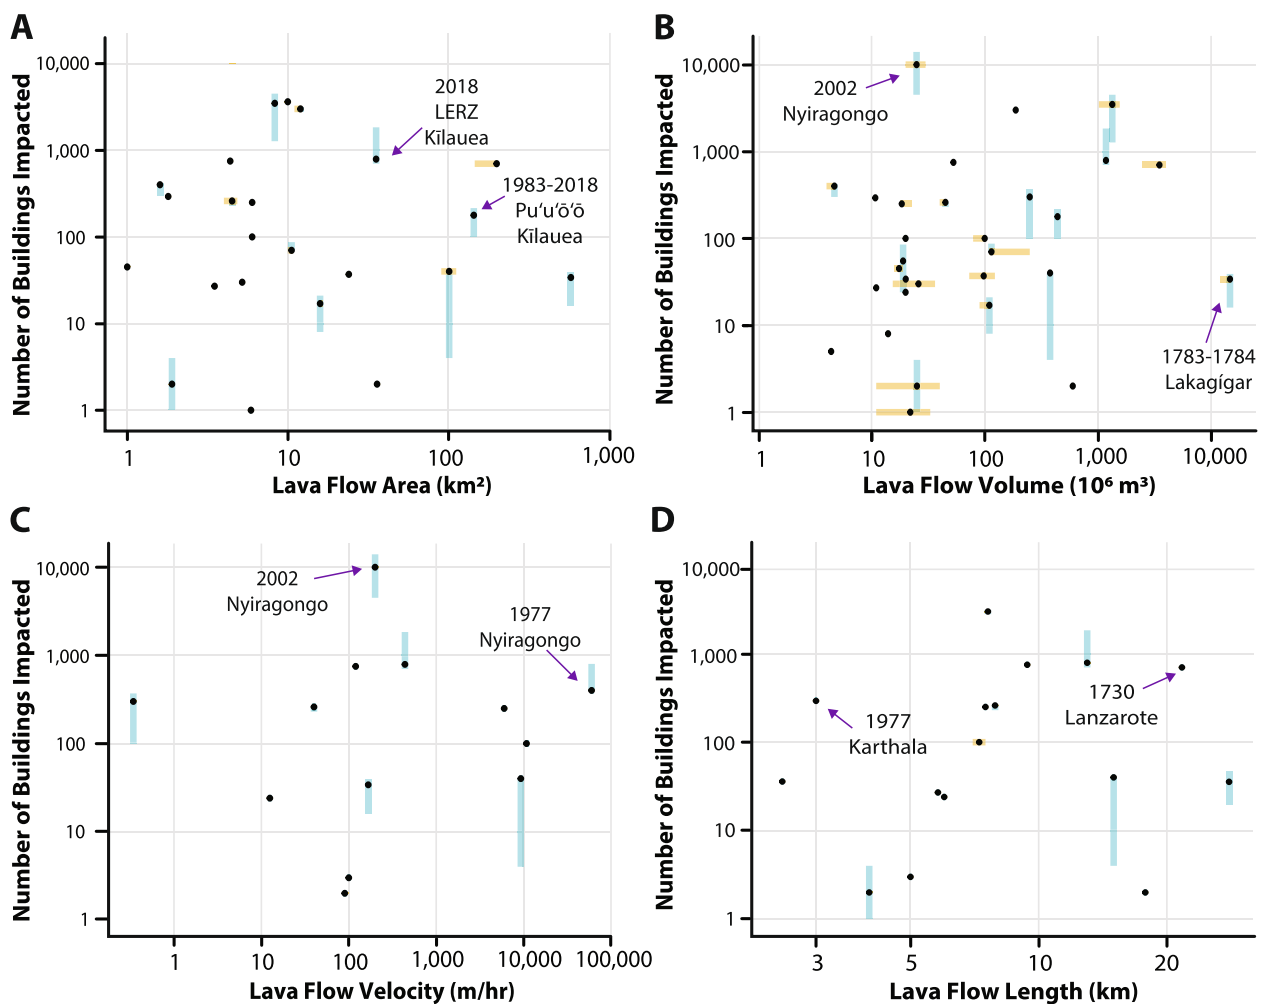 A
Number of Buildings Impacted
10,000
1,000
100
10
1
2018
LERZ
Kīlauea
1983-2018
Puʻuʻōʻō
Kīlauea
1
10
100
1,000
Lava Flow Area (km²)
B
Number of Buildings Impacted
10,000
1,000
100
10
1
2002
Nyiragongo
1783-1784
Lakagígar
1
10
100
1,000
10,000
Lava Flow Volume (10⁶ m³)
C
Number of Buildings Impacted
10,000
1,000
100
10
1
2002
Nyiragongo
1977
Nyiragongo
1
10
100
1,000
10,000
100,000
Lava Flow Velocity (m/hr)
D
Number of Buildings Impacted
10,000
1,000
100
10
1
1977
Karthala
1730
Lanzarote
3
5
10
20
Lava Flow Length (km)